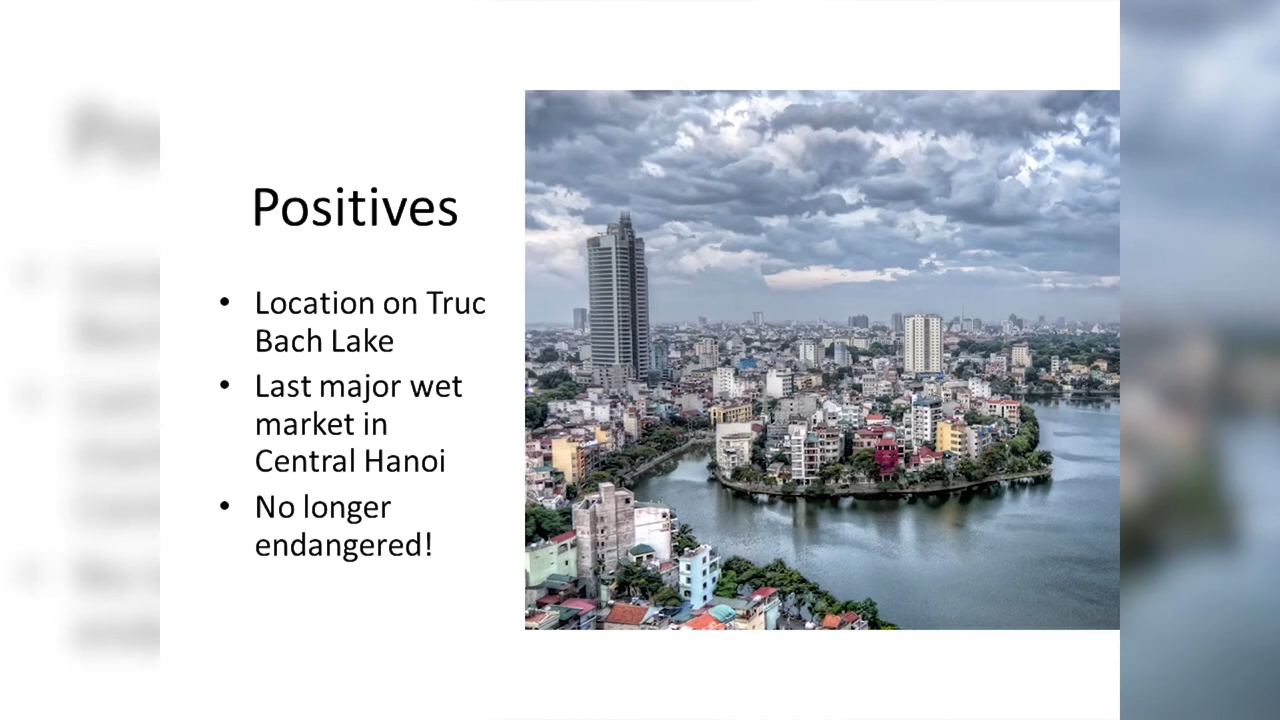 Positives
• Location on Truc
Bach Lake
• Last major wet
market in
Central Hanoi
• No longer
endangered!